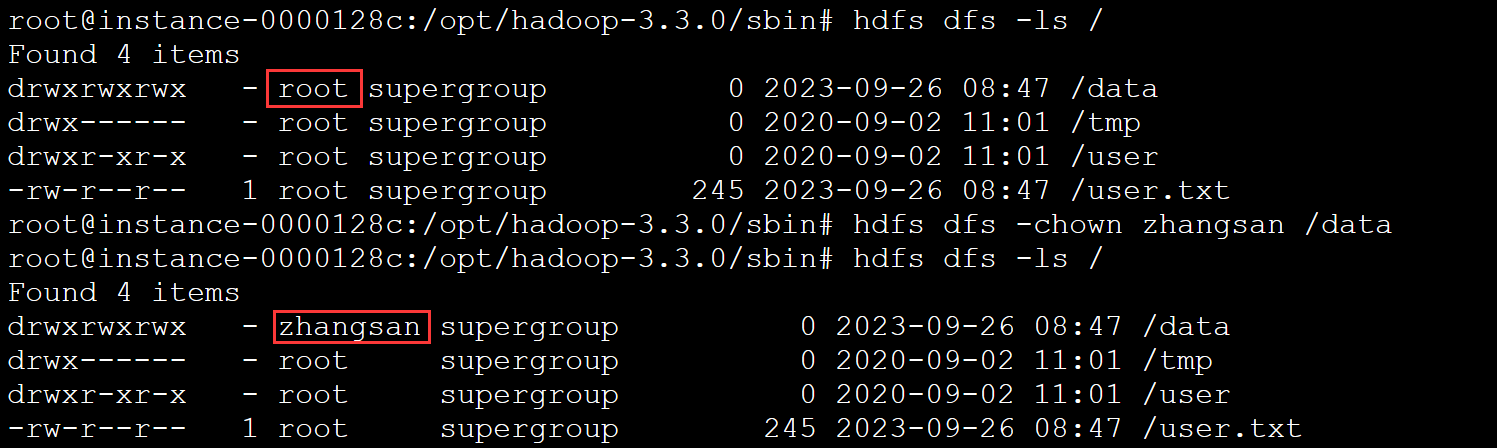 root@instance-0000128c:/opt/hadoop-3.3.0/sbin# hdfs dfs -ls /
Found 4 items
drwxrwxrwx   - root supergroup          0 2023-09-26 08:47 /data
drwx------   - root supergroup          0 2020-09-02 11:01 /tmp
drwxr-xr-x   - root supergroup          0 2020-09-02 11:01 /user
-rw-r--r--   1 root supergroup        245 2023-09-26 08:47 /user.txt
root@instance-0000128c:/opt/hadoop-3.3.0/sbin# hdfs dfs -chown zhangsan /data
root@instance-0000128c:/opt/hadoop-3.3.0/sbin# hdfs dfs -ls /
Found 4 items
drwxrwxrwx   - zhangsan supergroup          0 2023-09-26 08:47 /data
drwx------   - root     supergroup          0 2020-09-02 11:01 /tmp
drwxr-xr-x   - root     supergroup          0 2020-09-02 11:01 /user
-rw-r--r--   1 root     supergroup        245 2023-09-26 08:47 /user.txt